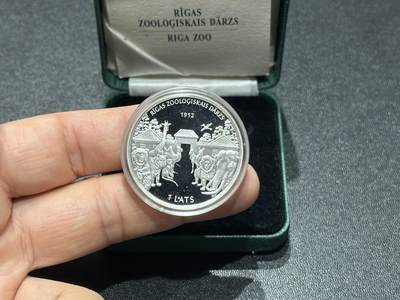 RĪGAS
ZOOLOĢISKAIS DĀRZS
RIGA ZOO
RĪGAS ZOOLOĢISKAIS DĀRZS
1912
1 LATS